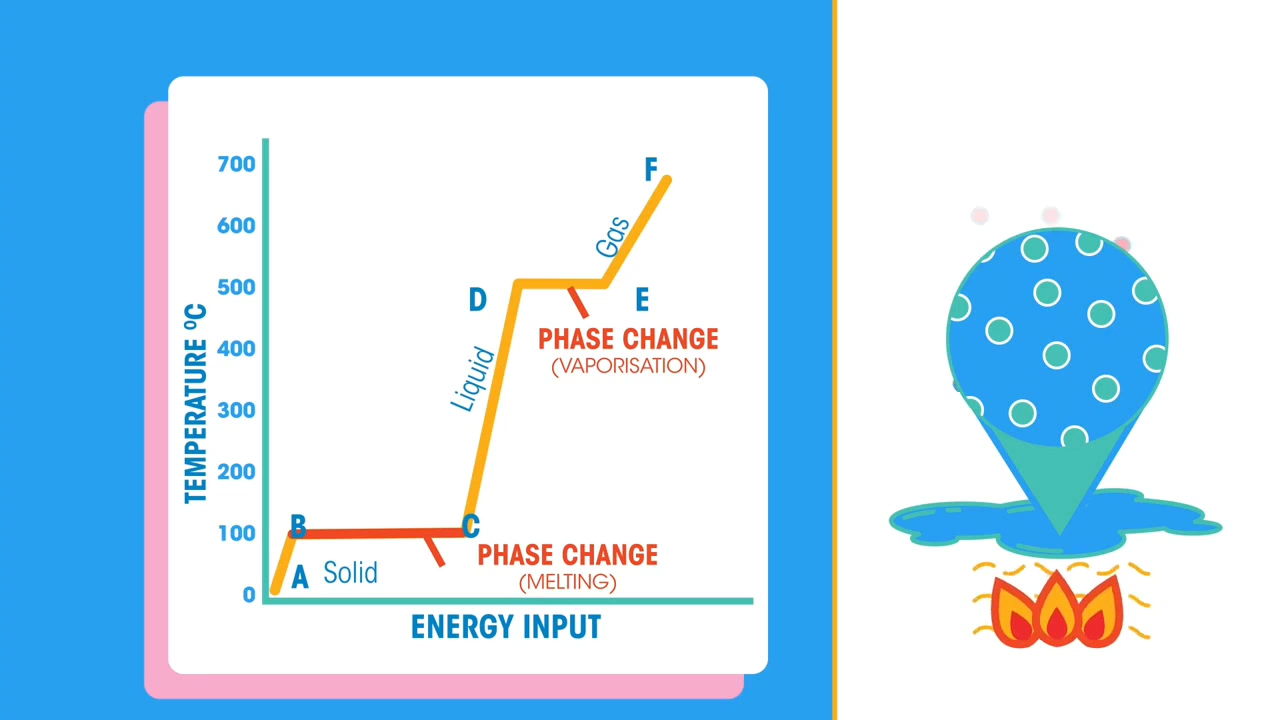 700
600
500
400
300
200
100
0
TEMPERATURE ºC
ENERGY INPUT
A
Solid
B
C
PHASE CHANGE
(MELTING)
Liquid
D
E
PHASE CHANGE
(VAPORISATION)
Gas
F